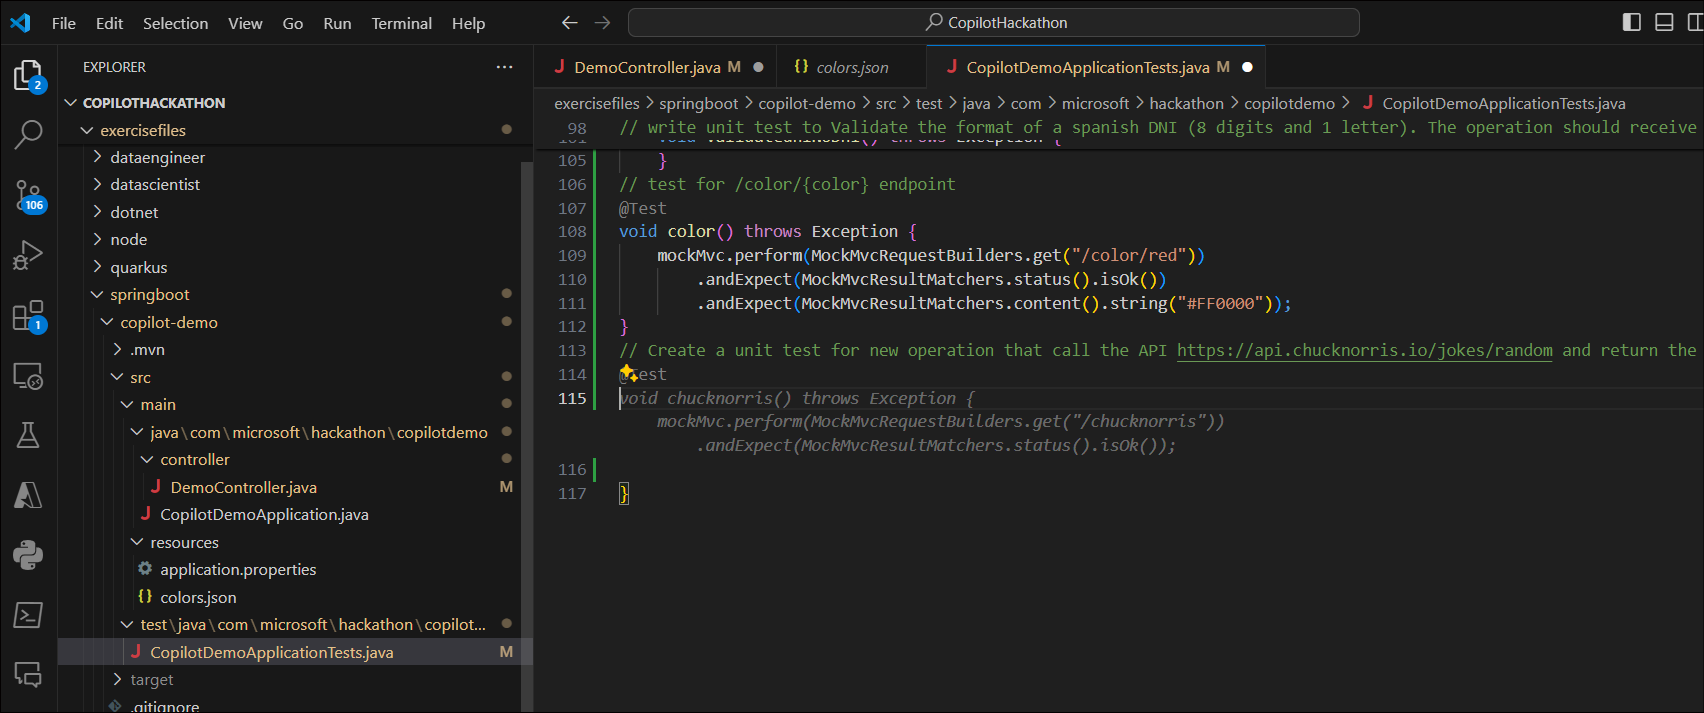 File Edit Selection View Go Run Terminal Help
CopilotHackathon
EXPLORER
COPILOTHACKATHON
exercisefiles
dataengineer
datascientist
dotnet
node
quarkus
springboot
copilot-demo
.mvn
src
main
java\com\microsoft\hackathon\copilotdemo
controller
DemoController.java M
CopilotDemoApplication.java
resources
application.properties
{} colors.json
test\java\com\microsoft\hackathon\copilot...
CopilotDemoApplicationTests.java M
target
.gitignore
2
106
1
DemoController.java M
{} colors.json
CopilotDemoApplicationTests.java M
exercisefiles > springboot > copilot-demo > src > test > java > com > microsoft > hackathon > copilotdemo > CopilotDemoApplicationTests.java
98 // write unit test to Validate the format of a spanish DNI (8 digits and 1 letter). The operation should receive
105 }
106 // test for /color/{color} endpoint
107 @Test
108 void color() throws Exception {
109 mockMvc.perform(MockMvcRequestBuilders.get("/color/red"))
110 .andExpect(MockMvcResultMatchers.status().isOk())
111 .andExpect(MockMvcResultMatchers.content().string("#FF0000"));
112 }
113 // Create a unit test for new operation that call the API https://api.chucknorris.io/jokes/random and return the
114 @Test
115 void chucknorris() throws Exception {
mockMvc.perform(MockMvcRequestBuilders.get("/chucknorris"))
.andExpect(MockMvcResultMatchers.status().isOk());
116
117 }